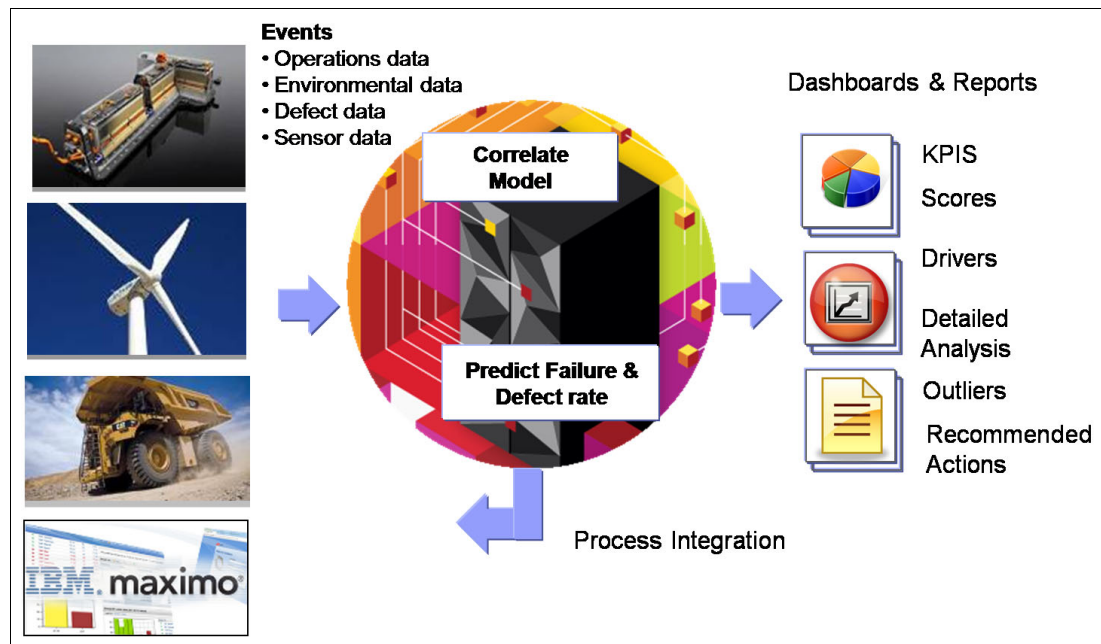 Events
• Operations data
• Environmental data
• Defect data
• Sensor data
Correlate
Model
Predict Failure &
Defect rate
Process Integration
Dashboards & Reports
KPIS
Scores
Drivers
Detailed
Analysis
Outliers
Recommended
Actions
CAT
IBM. maximo®